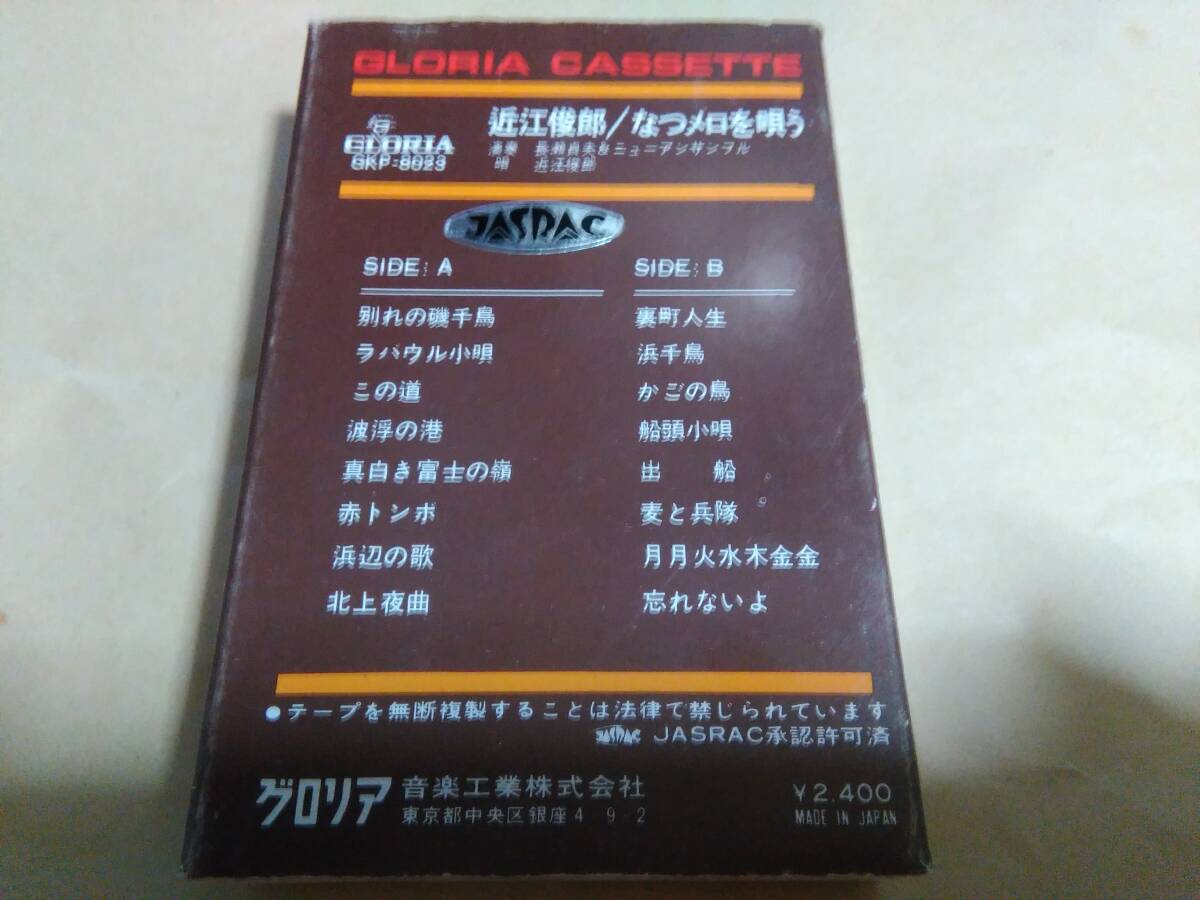 GLORIA CASSETTE
GLORIA
GKP-8023
近江俊郎/なつメロを唄う
演奏 長瀬貞夫とニューアンサンブル
唄 近江俊郎
JASRAC
SIDE: A
別れの磯千鳥
ラバウル小唄
この道
波浮の港
真白き富士の嶺
赤トンボ
浜辺の歌
北上夜曲
SIDE: B
裏町人生
浜千鳥
かごの鳥
船頭小唄
出 船
麦と兵隊
月月火水木金金
忘れないよ
●テープを無断複製することは法律で禁じられています
JASRAC JASRAC承認許可済
グロリア 音楽工業株式会社
東京都中央区銀座4 9-2
¥2,400
MADE IN JAPAN